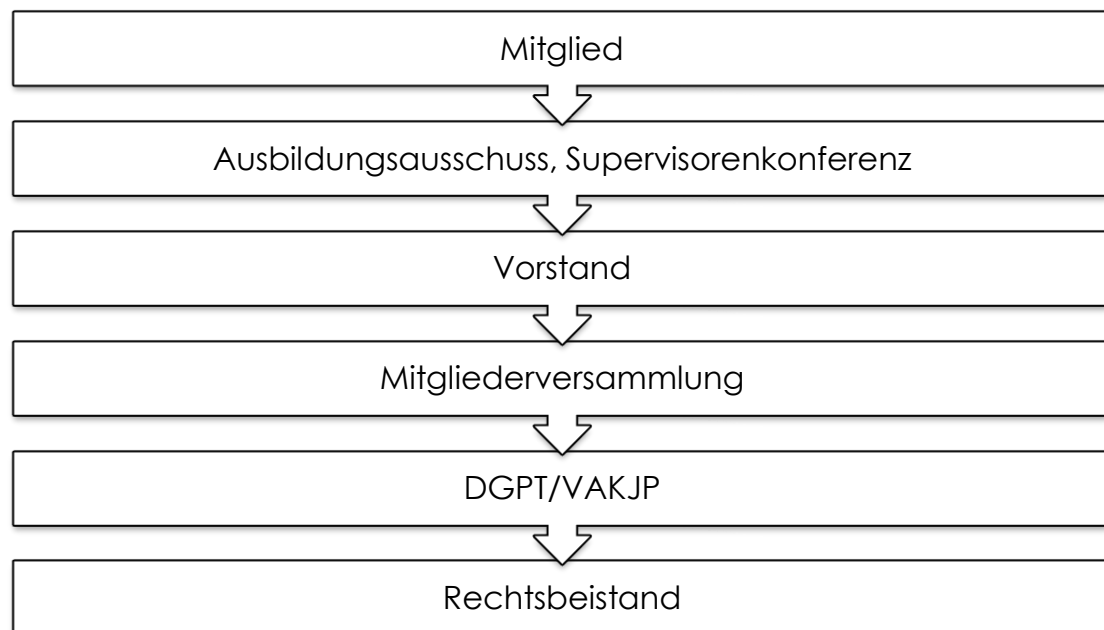 Mitglied
Ausbildungsausschuss, Supervisorenkonferenz
Vorstand
Mitgliederversammlung
DGPT/VAKJP
Rechtsbeistand